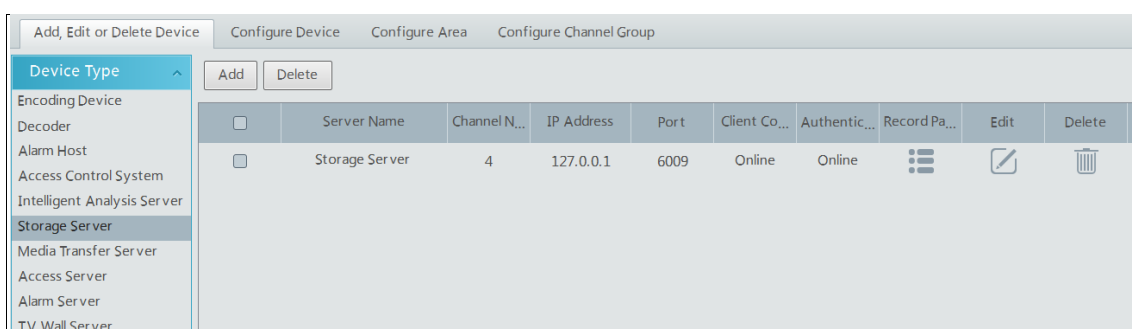 Add, Edit or Delete Device Configure Device Configure Area Configure Channel Group
Device Type
Add Delete
Encoding Device
Decoder
Alarm Host
Access Control System
Intelligent Analysis Server
Storage Server
Media Transfer Server
Access Server
Alarm Server
TV Wall Server
Server Name Channel N... IP Address Port Client Co... Authentic... Record Pa... Edit Delete
Storage Server 4 127.0.0.1 6009 Online Online